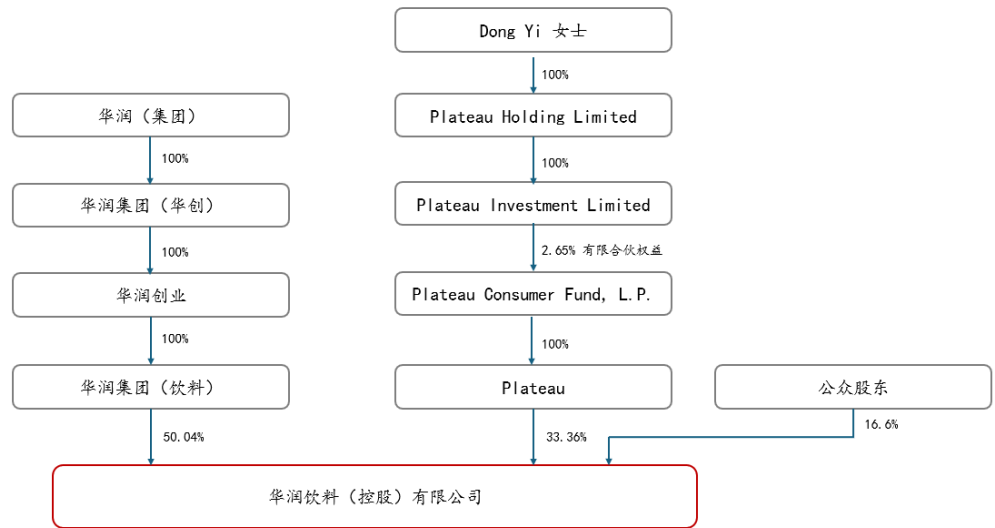 Dong Yi 女士
100%
华润（集团）
Plateau Holding Limited
100%
100%
华润集团（华创）
Plateau Investment Limited
100%
2.65% 有限合伙权益
华润创业
Plateau Consumer Fund, L.P.
100%
100%
华润集团（饮料）
Plateau
公众股东
50.04%
33.36%
16.6%
华润饮料（控股）有限公司